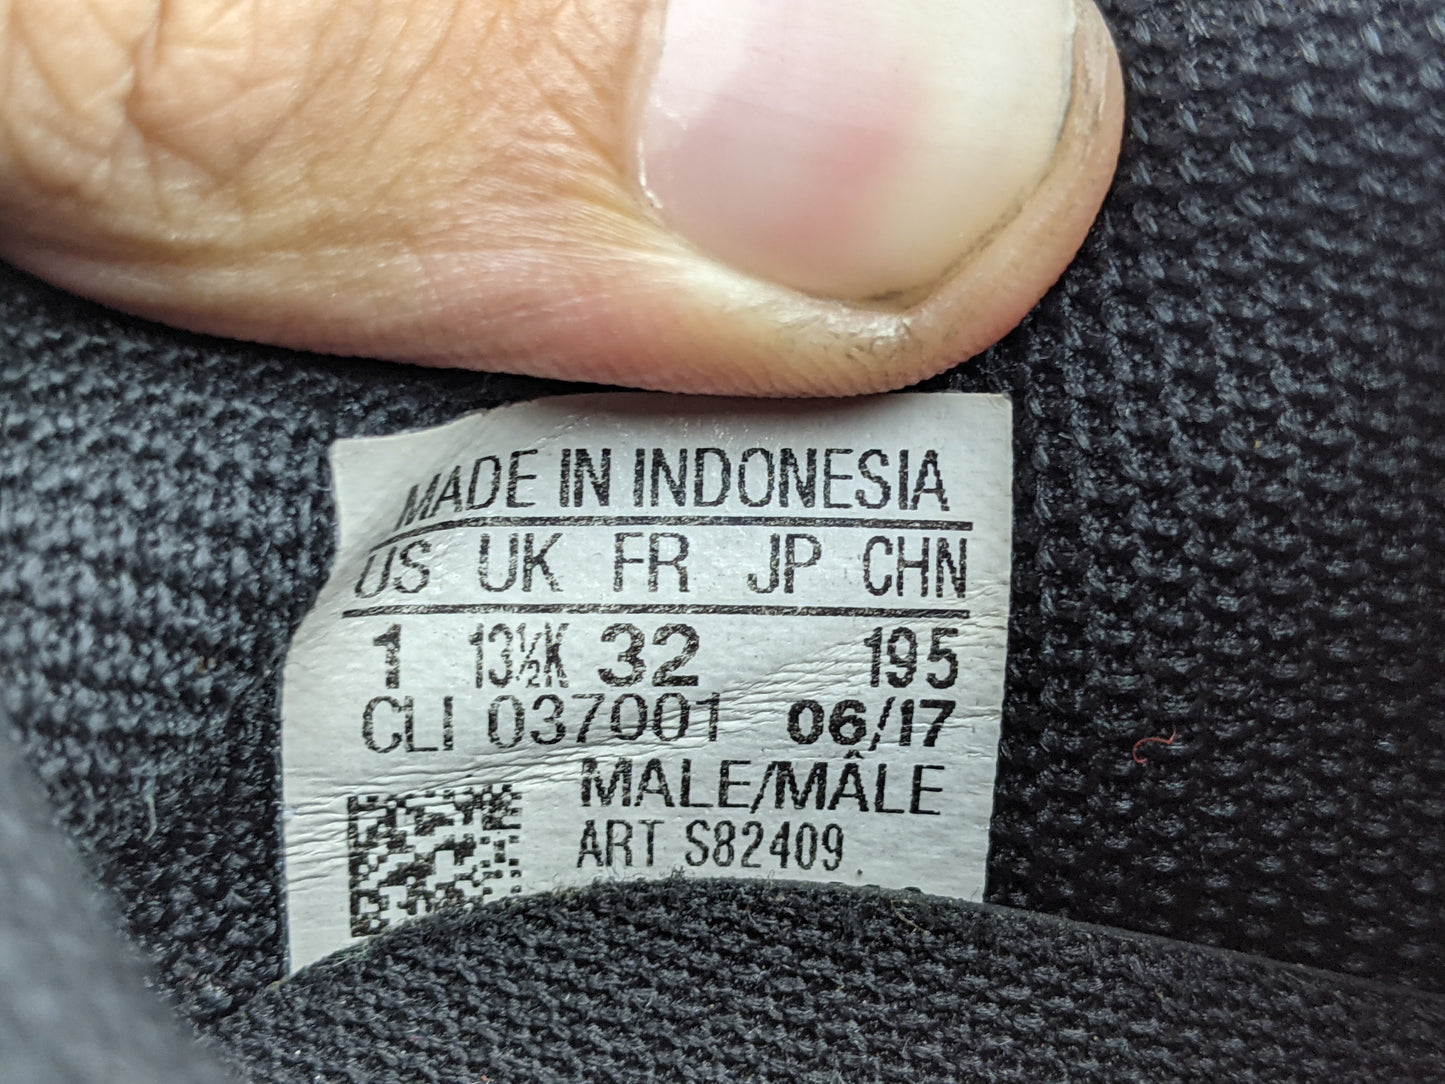 MADE IN INDONESIA
US UK FR JP CHN
1 13½K 32 195
CLI 037001 06/17
MALE/MÂLE
ART S82409